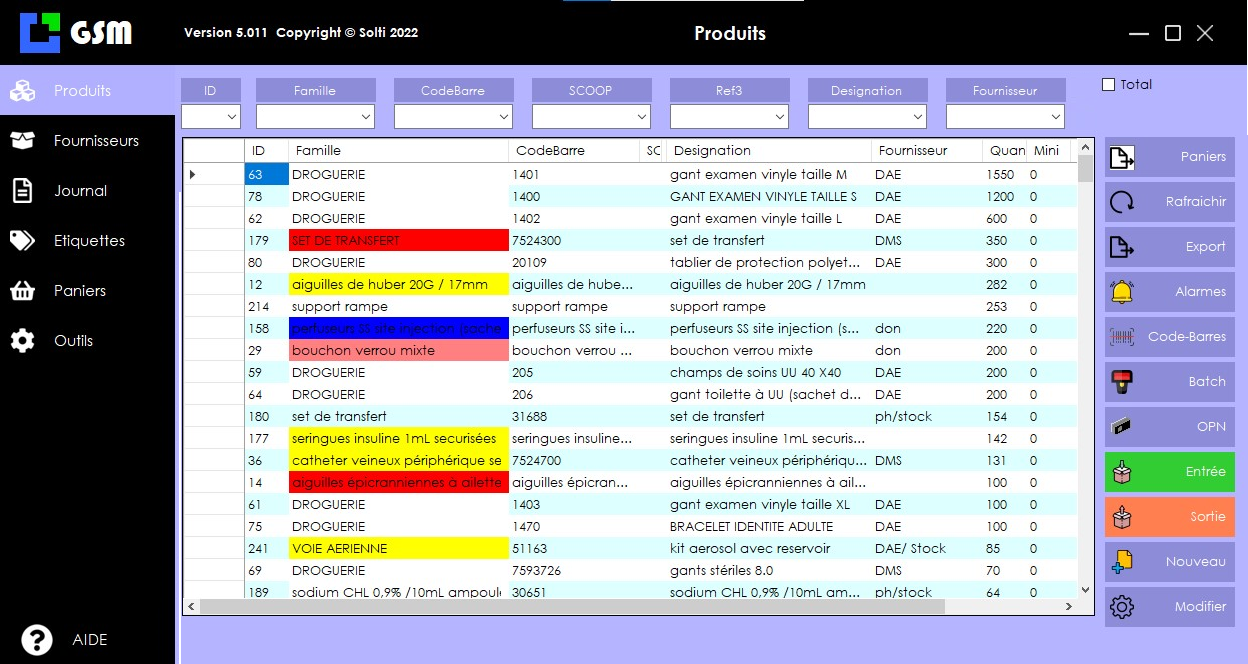 GSM Version 5.011 Copyright © Solti 2022 Produits
Produits
Fournisseurs
Journal
Etiquettes
Paniers
Outils
AIDE
ID Famille CodeBarre SCOOP Ref3 Designation Fournisseur
Total
ID Famille CodeBarre SC Designation Fournisseur Quan Mini
63 DROGUERIE 1401 gant examen vinyle taille M DAE 1550 0
78 DROGUERIE 1400 GANT EXAMEN VINYLE TAILLE S DAE 1200 0
62 DROGUERIE 1402 gant examen vinyle taille L DAE 600 0
179 SET DE TRANSFERT 7524300 set de transfert DMS 350 0
80 DROGUERIE 20109 tablier de protection polyet... DAE 300 0
12 aiguilles de huber 20G / 17mm aiguilles de hube... aiguilles de huber 20G / 17mm 282 0
214 support rampe support rampe support rampe 253 0
158 perfuseurs SS site injection (sache perfuseurs SS site i... perfuseurs SS site injection (s... don 220 0
29 bouchon verrou mixte bouchon verrou ... bouchon verrou mixte don 200 0
59 DROGUERIE 205 champs de soins UU 40 X40 DAE 200 0
64 DROGUERIE 206 gant toilette à UU (sachet d... DAE 200 0
180 set de transfert 31688 set de transfert ph/stock 154 0
177 seringues insuline 1mL securisées seringues insuline... seringues insuline 1mL securis... 142 0
36 catheter veineux périphérique se 7524700 catheter veineux périphériqu... DMS 131 0
14 aiguilles épicranniennes à ailette aiguilles épicran... aiguilles épicranniennes à ail... 100 0
61 DROGUERIE 1403 gant examen vinyle taille XL DAE 100 0
75 DROGUERIE 1470 BRACELET IDENTITE ADULTE DAE 100 0
241 VOIE AERIENNE 51163 kit aerosol avec reservoir DAE/ Stock 85 0
69 DROGUERIE 7593726 gants stériles 8.0 DMS 70 0
189 sodium CHL 0,9% /10mL ampoul 30651 sodium CHL 0,9% /10mL am... ph/stock 64 0
Paniers
Rafraichir
Export
Alarmes
Code-Barres
Batch
OPN
Entrée
Sortie
Nouveau
Modifier